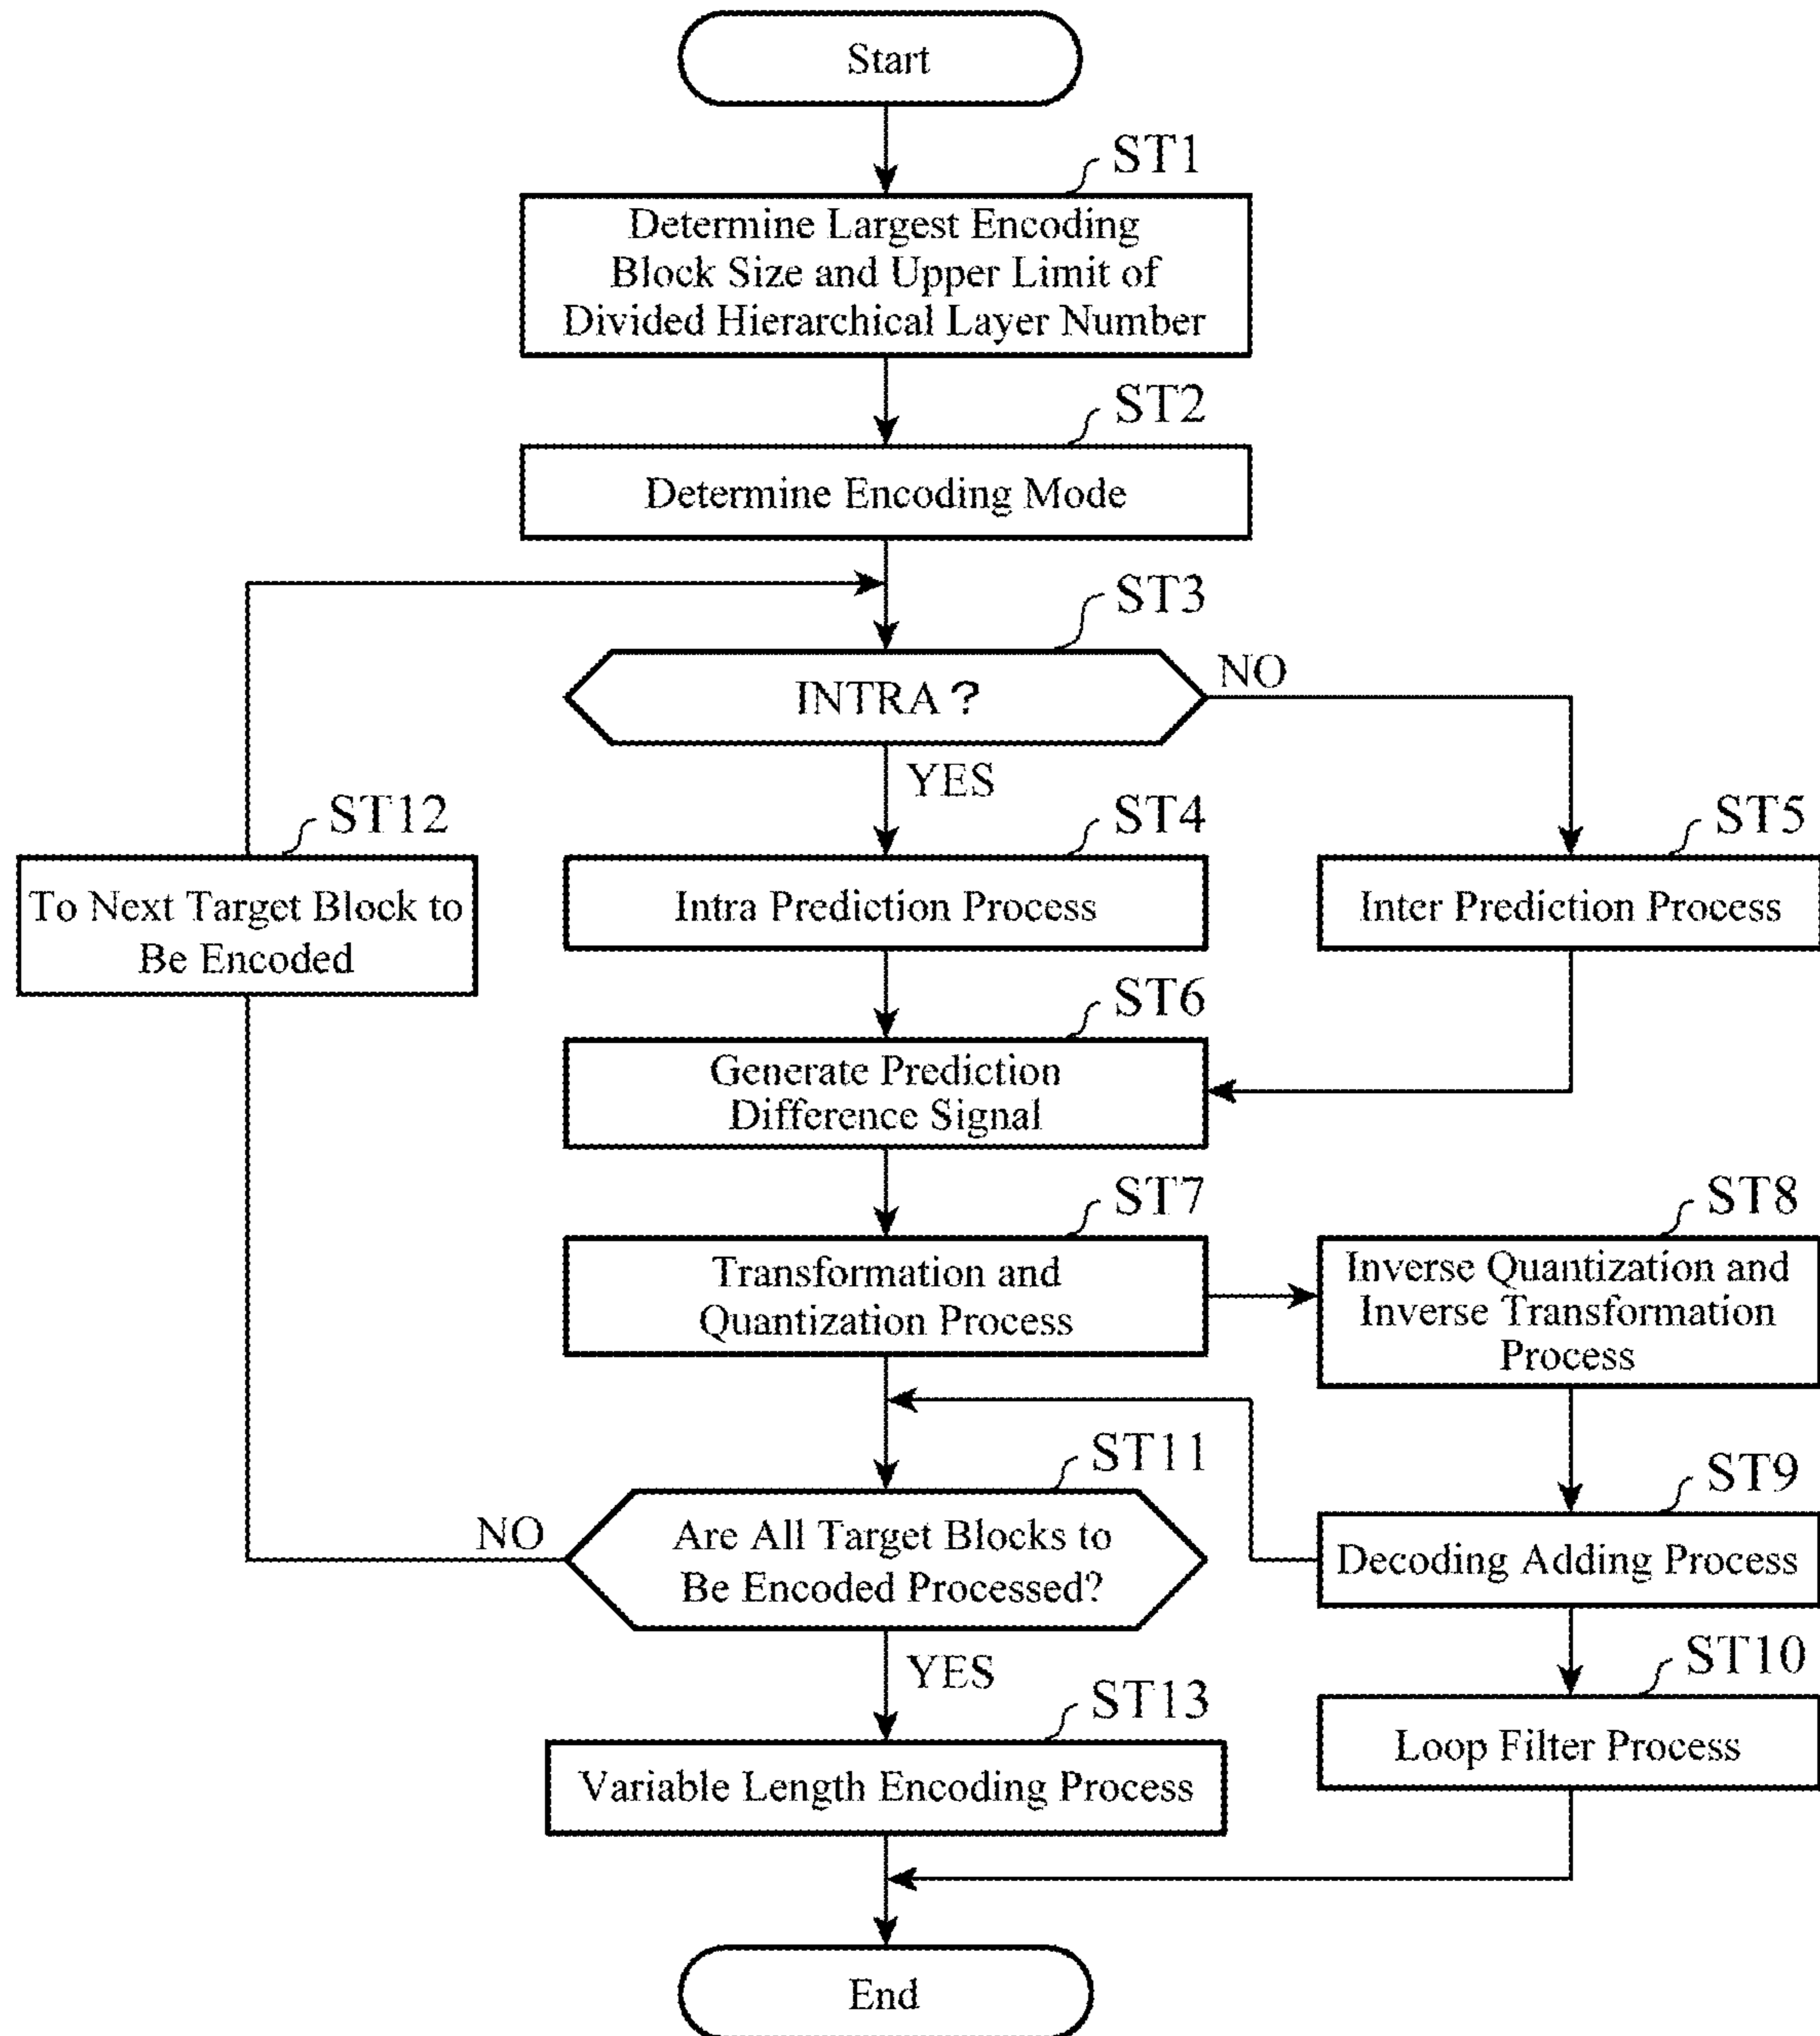 Start
ST1
Determine Largest Encoding
Block Size and Upper Limit of
Divided Hierarchical Layer Number
ST2
Determine Encoding Mode
ST3
INTRA?
NO
YES
ST12
To Next Target Block to
Be Encoded
ST4
Intra Prediction Process
ST5
Inter Prediction Process
ST6
Generate Prediction
Difference Signal
ST7
Transformation and
Quantization Process
ST8
Inverse Quantization and
Inverse Transformation
Process
ST11
NO
Are All Target Blocks to
Be Encoded Processed?
ST9
Decoding Adding Process
YES
ST10
Loop Filter Process
ST13
Variable Length Encoding Process
End